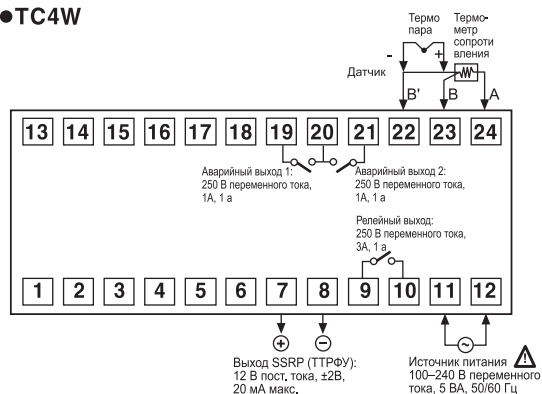 ●TC4W
Термо пара
Термо-
метр
сопроти
вления
- +
Датчик
B' B A
13 14 15 16 17 18 19 20 21 22 23 24
Аварийный выход 1:
250 В переменного тока,
1А, 1 а
Аварийный выход 2:
250 В переменного тока,
1А, 1 а
Релейный выход:
250 В переменного тока,
3А, 1 а
1 2 3 4 5 6 7 8 9 10 11 12
+ −
~
Выход SSRP (ТТРФУ):
12 В пост. тока, ±2В,
20 мА макс.
Источник питания
100–240 В переменного
тока, 5 ВА, 50/60 Гц